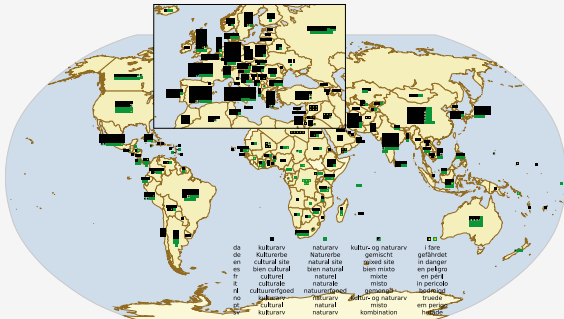 da kulturarv naturarv kultur- og naturarv i fare
de Kulturerbe Naturerbe gemischt gefährdet
en cultural site natural site mixed site in danger
es bien cultural bien natural bien mixto en peligro
fr culturel naturel mixte en péril
it culturale naturale misto in pericolo
nl cultuurerfgoed natuurerfgoed gemengd bedreigd
no kulturarv naturarv kultur- og naturarv truede
pt cultural natural misto em perigo
sv kulturarv naturarv kombination hotade